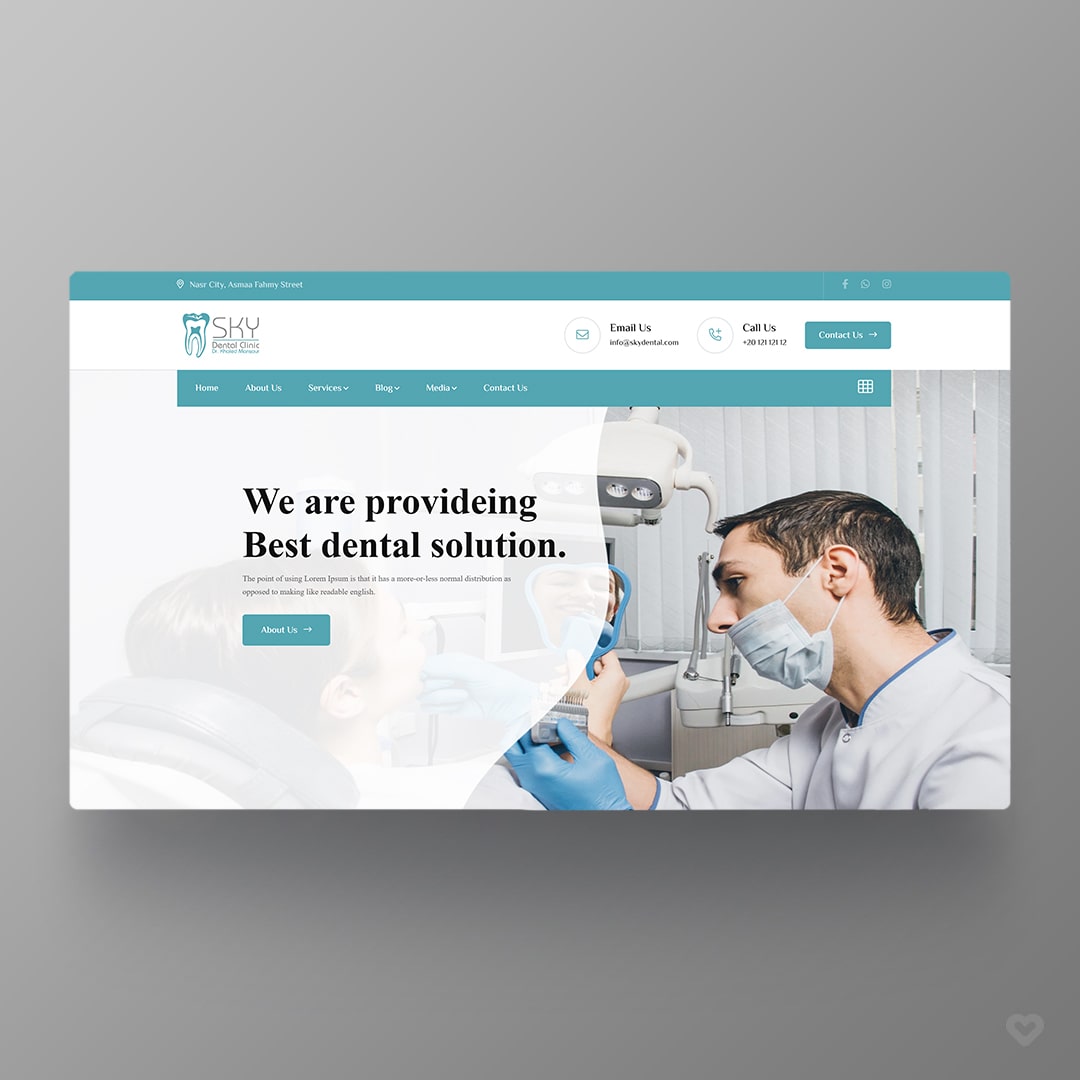 Nasr City, Asmaa Fahmy Street
SKY
Dental Clinic
Dr. Khaled Mansour
Email Us
info@skydental.com
Call Us
+20 121 121 12
Contact Us
Home About Us Services Blog Media Contact Us
We are provideing
Best dental solution.
The point of using Lorem Ipsum is that it has a more-or-less normal distribution as
opposed to making like readable english.
About Us